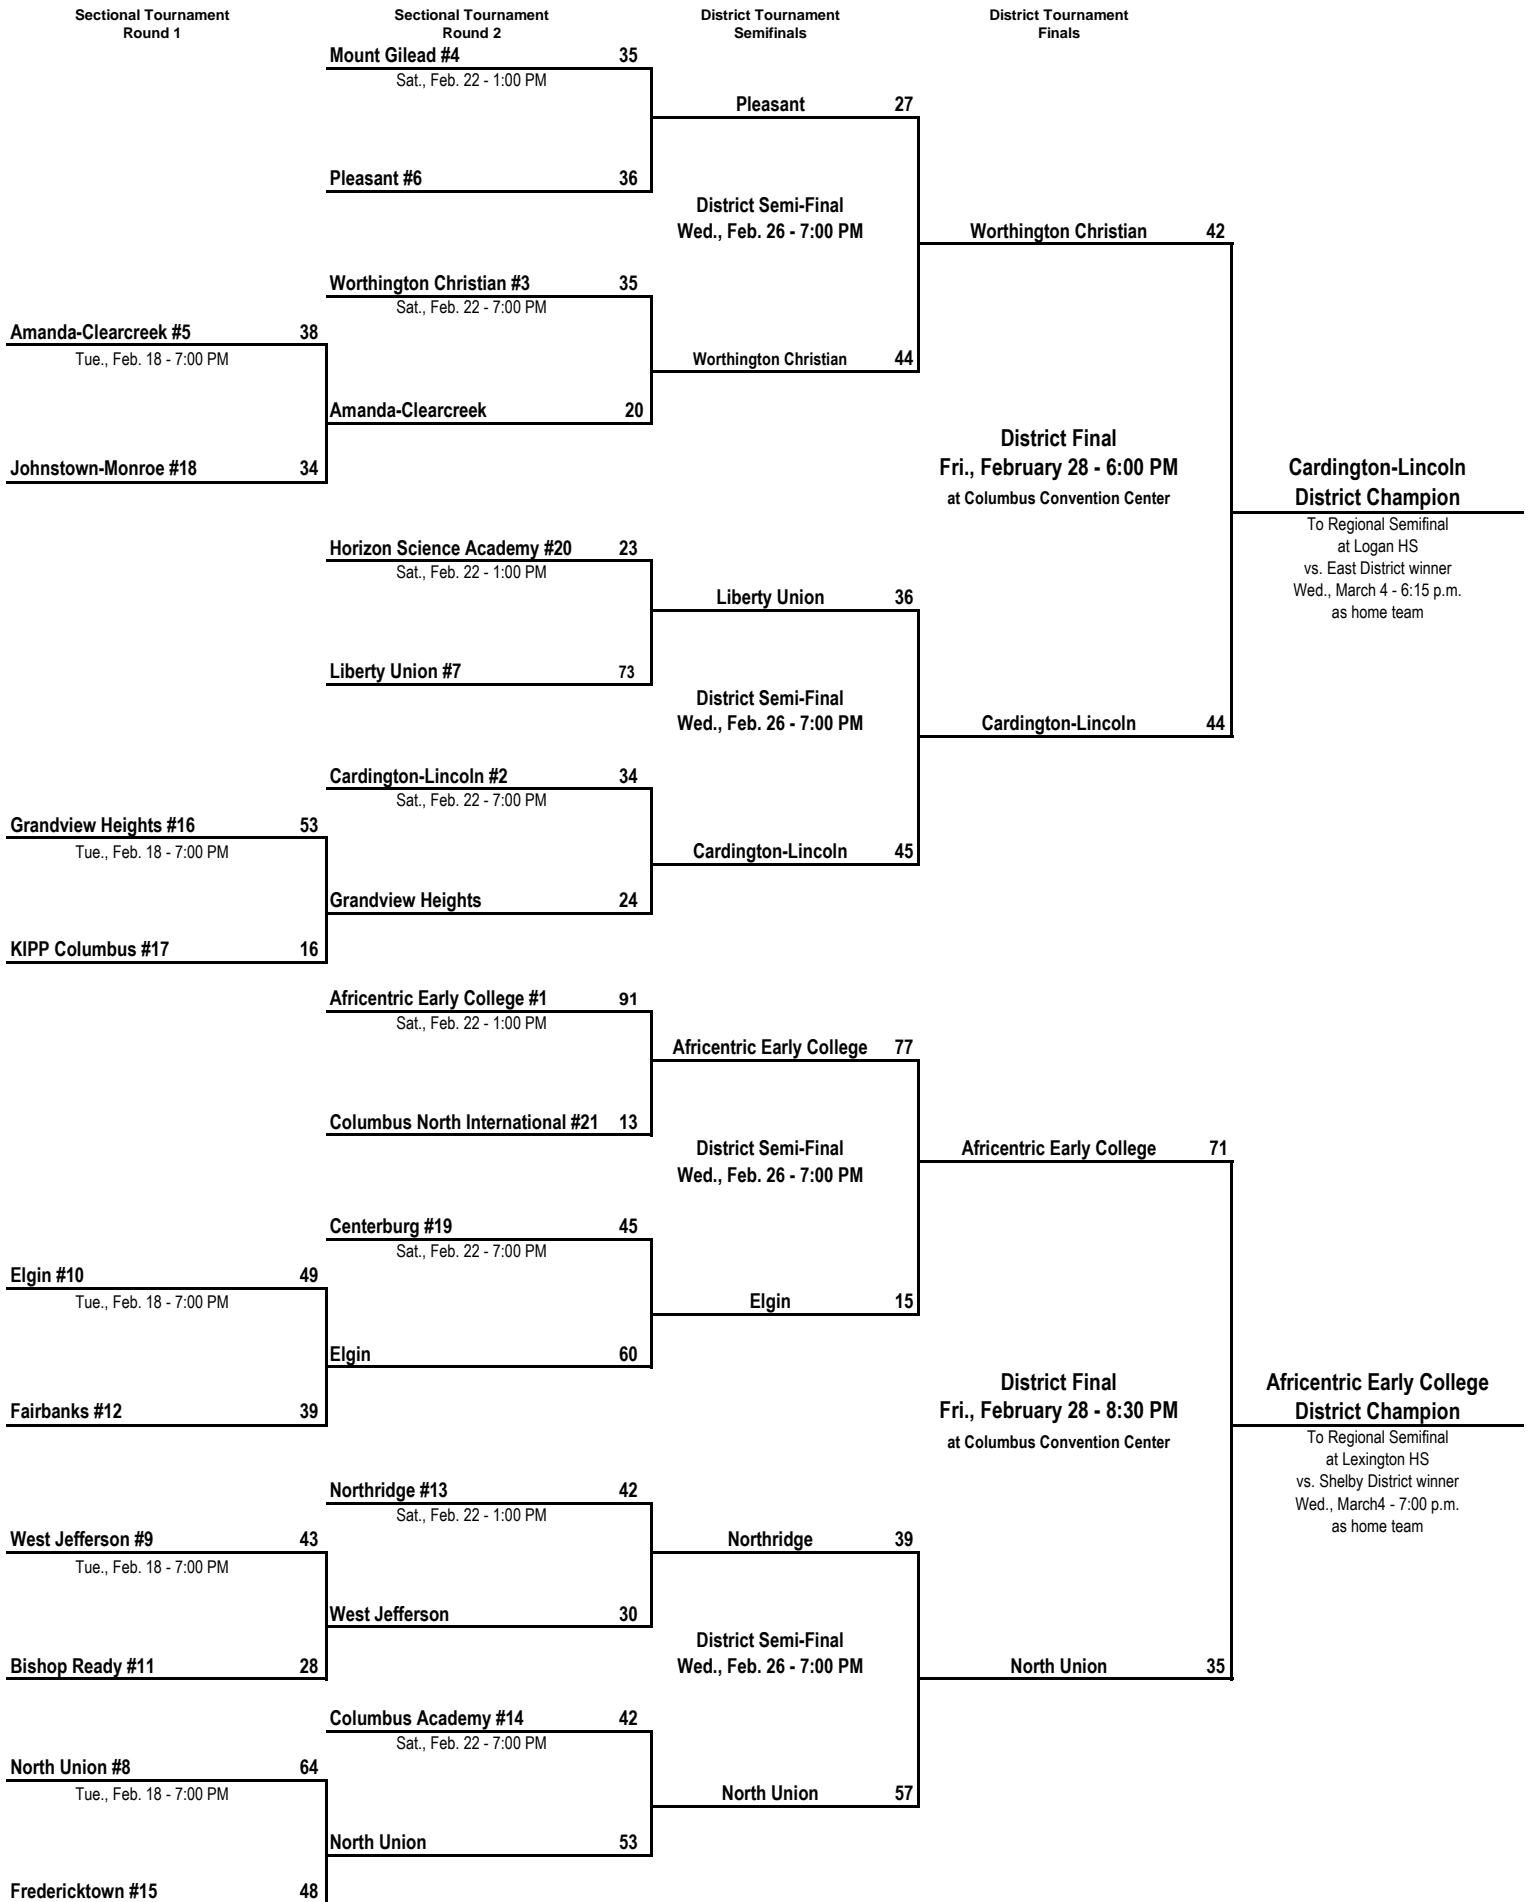 Sectional Tournament
Round 1
Sectional Tournament
Round 2
District Tournament
Semifinals
District Tournament
Finals
Mount Gilead #4 35
Sat., Feb. 22 - 1:00 PM
Pleasant 27
Pleasant #6 36
District Semi-Final
Wed., Feb. 26 - 7:00 PM
Worthington Christian 42
Worthington Christian #3 35
Sat., Feb. 22 - 7:00 PM
Amanda-Clearcreek #5 38
Tue., Feb. 18 - 7:00 PM
Worthington Christian 44
Amanda-Clearcreek 20
Johnstown-Monroe #18 34
District Final
Fri., February 28 - 6:00 PM
at Columbus Convention Center
Cardington-Lincoln
District Champion
To Regional Semifinal
at Logan HS
vs. East District winner
Wed., March 4 - 6:15 p.m.
as home team
Horizon Science Academy #20 23
Sat., Feb. 22 - 1:00 PM
Liberty Union 36
Liberty Union #7 73
District Semi-Final
Wed., Feb. 26 - 7:00 PM
Cardington-Lincoln 44
Cardington-Lincoln #2 34
Sat., Feb. 22 - 7:00 PM
Grandview Heights #16 53
Tue., Feb. 18 - 7:00 PM
Cardington-Lincoln 45
Grandview Heights 24
KIPP Columbus #17 16
Africentric Early College #1 91
Sat., Feb. 22 - 1:00 PM
Africentric Early College 77
Columbus North International #21 13
District Semi-Final
Wed., Feb. 26 - 7:00 PM
Africentric Early College 71
Centerburg #19 45
Sat., Feb. 22 - 7:00 PM
Elgin #10 49
Tue., Feb. 18 - 7:00 PM
Elgin 15
Elgin 60
Fairbanks #12 39
District Final
Fri., February 28 - 8:30 PM
at Columbus Convention Center
Africentric Early College
District Champion
To Regional Semifinal
at Lexington HS
vs. Shelby District winner
Wed., March4 - 7:00 p.m.
as home team
Northridge #13 42
Sat., Feb. 22 - 1:00 PM
West Jefferson #9 43
Tue., Feb. 18 - 7:00 PM
Northridge 39
West Jefferson 30
Bishop Ready #11 28
District Semi-Final
Wed., Feb. 26 - 7:00 PM
North Union 35
Columbus Academy #14 42
Sat., Feb. 22 - 7:00 PM
North Union #8 64
Tue., Feb. 18 - 7:00 PM
North Union 57
North Union 53
Fredericktown #15 48